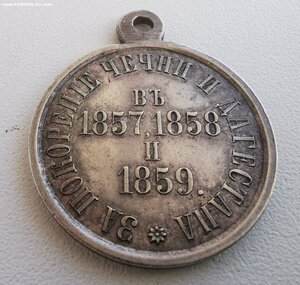 ЗА ПОКОРЕНІЕ ЧЕЧНИ И ДАГЕСТАНА
ВЪ
1857, 1858
И
1859.